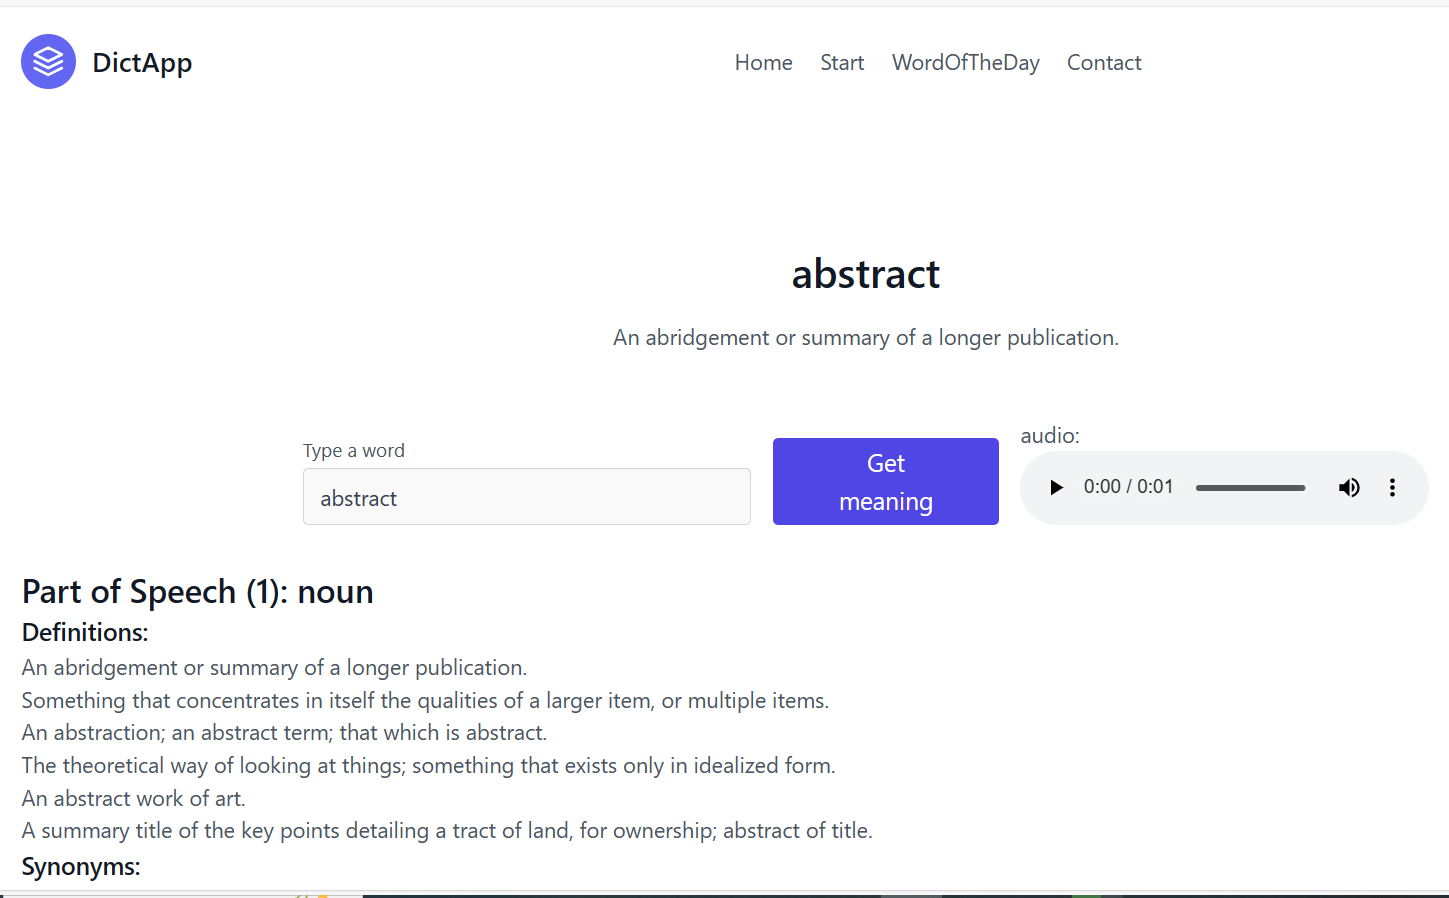 DictApp
Home Start WordOfTheDay Contact
abstract
An abridgement or summary of a longer publication.
Type a word
abstract
Get
meaning
audio:
0:00 / 0:01
Part of Speech (1): noun
Definitions:
An abridgement or summary of a longer publication.
Something that concentrates in itself the qualities of a larger item, or multiple items.
An abstraction; an abstract term; that which is abstract.
The theoretical way of looking at things; something that exists only in idealized form.
An abstract work of art.
A summary title of the key points detailing a tract of land, for ownership; abstract of title.
Synonyms: